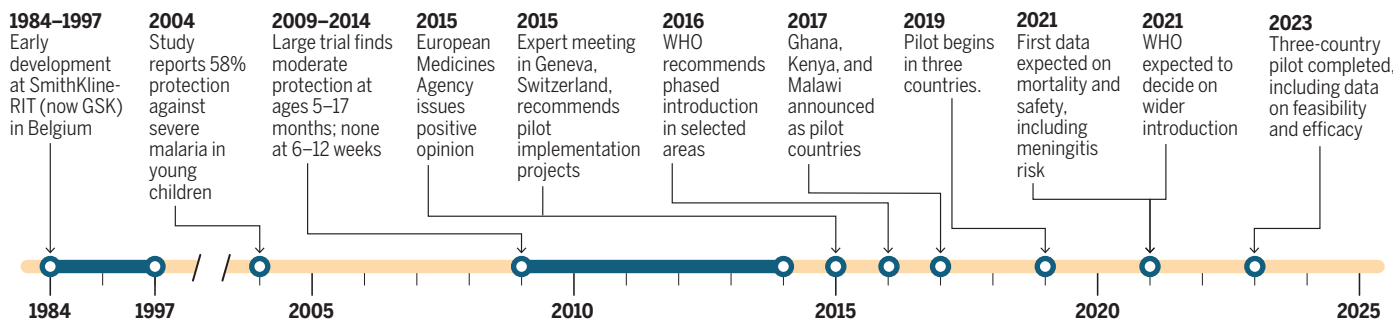 1984–1997
Early
development
at SmithKline-
RIT (now GSK)
in Belgium
2004
Study
reports 58%
protection
against
severe
malaria in
young
children
2009–2014
Large trial finds
moderate
protection at
ages 5–17
months; none
at 6–12 weeks
2015
European
Medicines
Agency
issues
positive
opinion
2015
Expert meeting
in Geneva,
Switzerland,
recommends
pilot
implementation
projects
2016
WHO
recommends
phased
introduction
in selected
areas
2017
Ghana,
Kenya, and
Malawi
announced
as pilot
countries
2019
Pilot begins
in three
countries.
2021
First data
expected on
mortality and
safety,
including
meningitis
risk
2021
WHO
expected to
decide on
wider
introduction
2023
Three-country
pilot completed,
including data
on feasibility
and efficacy
1984
1997
2005
2010
2015
2020
2025